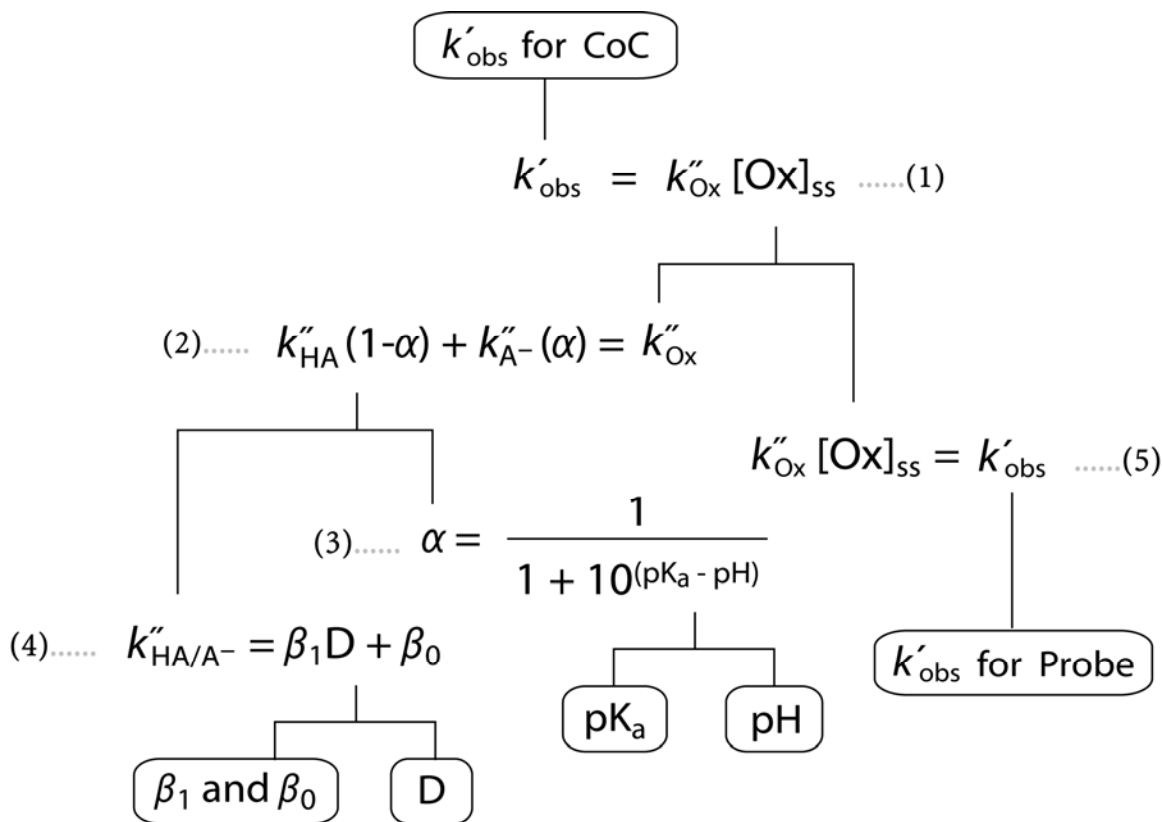 k′obs for CoC
k′obs = k″Ox [Ox]ss ......(1)
(2)...... k″HA (1-α) + k″A− (α) = k″Ox
k″Ox [Ox]ss = k′obs ......(5)
(3)...... α = 1 / 1 + 10(pKa - pH)
(4)...... k″HA/A− = β1D + β0
k′obs for Probe
pKa
pH
β1 and β0
D